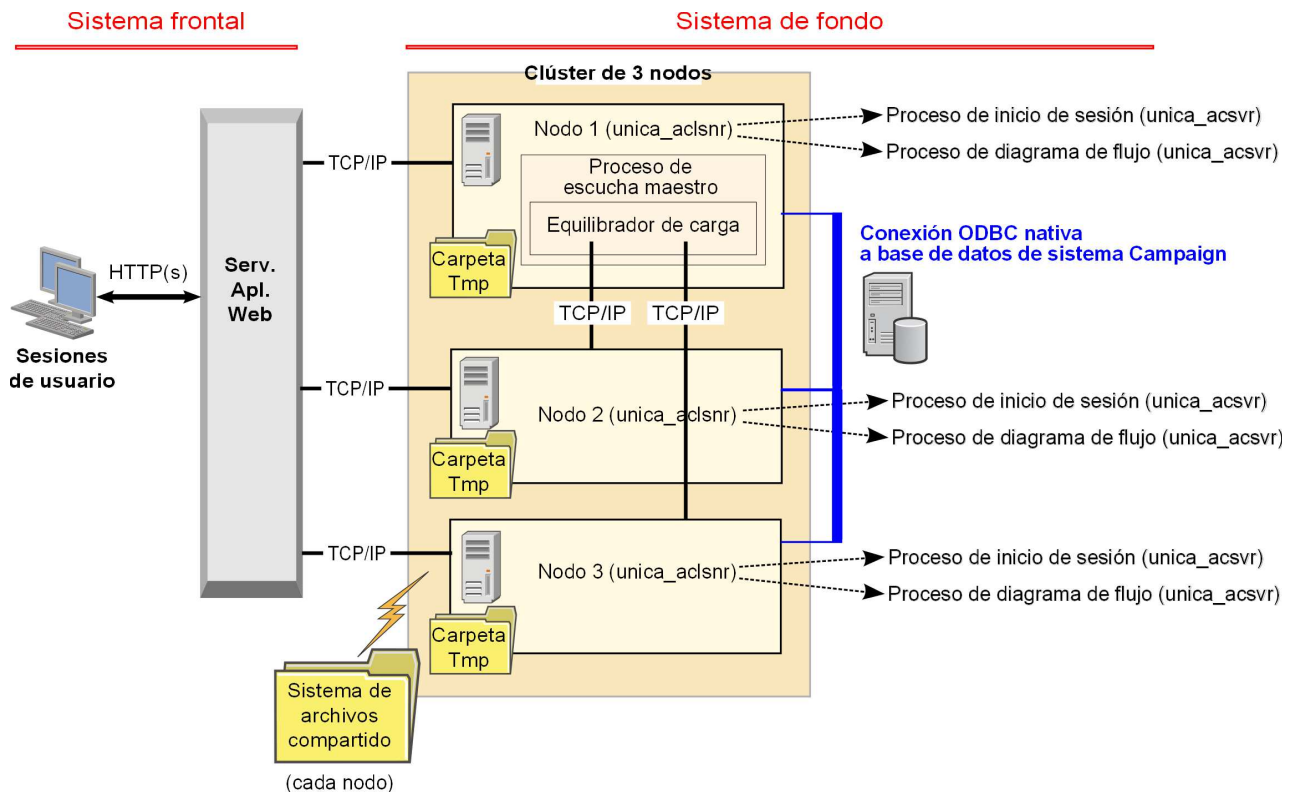 Sistema frontal
Sistema de fondo
Clúster de 3 nodos
Nodo 1 (unica_aclsnr)
Proceso de inicio de sesión (unica_acsvr)
Proceso de diagrama de flujo (unica_acsvr)
TCP/IP
Proceso de
escucha maestro
Equilibrador de carga
Carpeta
Tmp
Conexión ODBC nativa
a base de datos de sistema Campaign
HTTP(s)
Serv.
Apl.
Web
Sesiones
de usuario
TCP/IP
TCP/IP
TCP/IP
Nodo 2 (unica_aclsnr)
Proceso de inicio de sesión (unica_acsvr)
Proceso de diagrama de flujo (unica_acsvr)
Carpeta
Tmp
TCP/IP
Nodo 3 (unica_aclsnr)
Proceso de inicio de sesión (unica_acsvr)
Proceso de diagrama de flujo (unica_acsvr)
Carpeta
Tmp
Sistema de
archivos
compartido
(cada nodo)